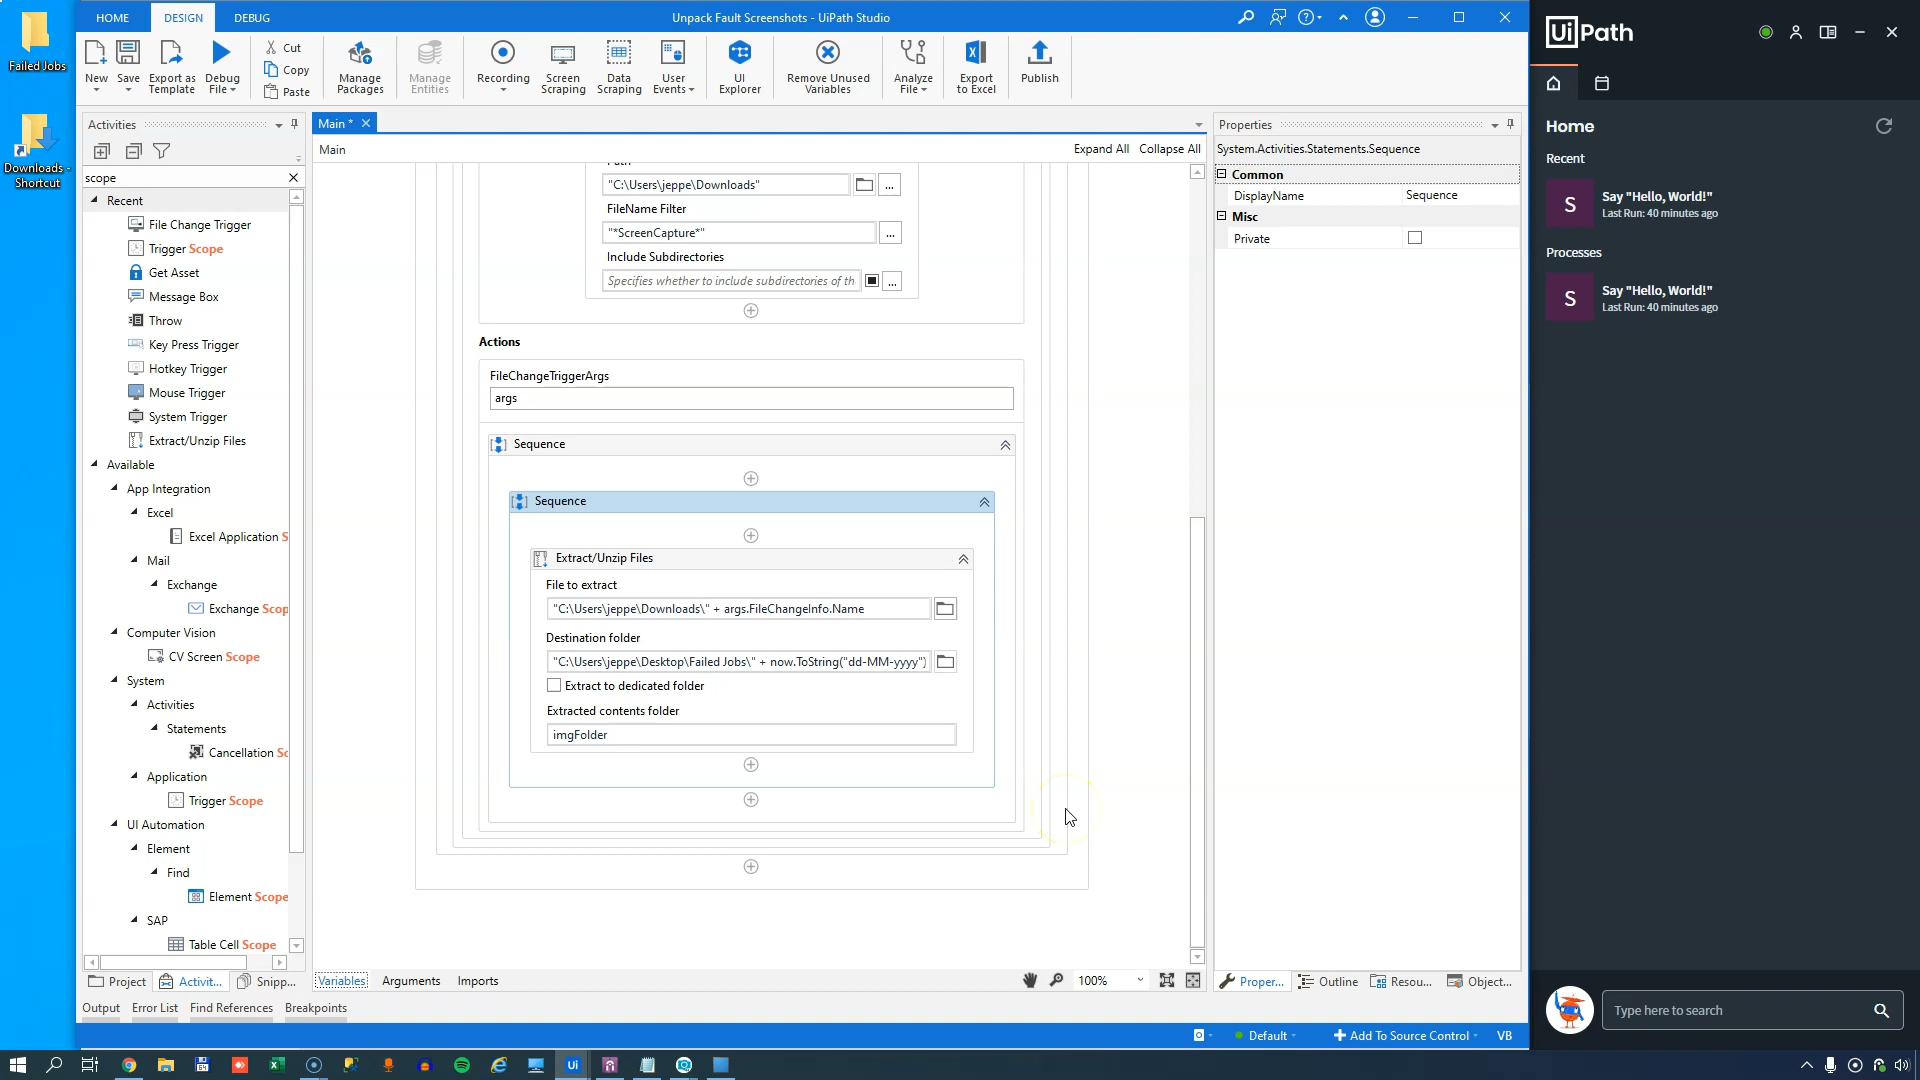 Failed Jobs
Downloads -
Shortcut
HOME
DESIGN
DEBUG
Unpack Fault Screenshots - UiPath Studio
New
Save
Export as
Template
Debug
File
Cut
Copy
Paste
Manage
Packages
Manage
Entities
Recording
Screen
Scraping
Data
Scraping
User
Events
UI
Explorer
Remove Unused
Variables
Analyze
File
Export
to Excel
Publish
Activities
scope
Recent
File Change Trigger
Trigger Scope
Get Asset
Message Box
Throw
Key Press Trigger
Hotkey Trigger
Mouse Trigger
System Trigger
Extract/Unzip Files
Available
App Integration
Excel
Excel Application S
Mail
Exchange
Exchange Scop
Computer Vision
CV Screen Scope
System
Activities
Statements
Cancellation Sc
Application
Trigger Scope
UI Automation
Element
Find
Element Scope
SAP
Table Cell Scope
Project
Activit...
Snipp...
Output
Error List
Find References
Breakpoints
Main *
Main
Expand All
Collapse All
"C:\Users\jeppe\Downloads"
...
FileName Filter
"*ScreenCapture*"
...
Include Subdirectories
Specifies whether to include subdirectories of th
...
Actions
FileChangeTriggerArgs
args
Sequence
Sequence
Extract/Unzip Files
File to extract
"C:\Users\jeppe\Downloads\" + args.FileChangeInfo.Name
Destination folder
"C:\Users\jeppe\Desktop\Failed Jobs\" + now.ToString("dd-MM-yyyy")
Extract to dedicated folder
Extracted contents folder
imgFolder
Variables
Arguments
Imports
100%
Properties
System.Activities.Statements.Sequence
Common
DisplayName
Sequence
Misc
Private
Proper...
Outline
Resou...
Object...
Default
Add To Source Control
VB
UiPath
Home
Recent
S
Say "Hello, World!"
Last Run: 40 minutes ago
Processes
S
Say "Hello, World!"
Last Run: 40 minutes ago
Type here to search
Ui
64